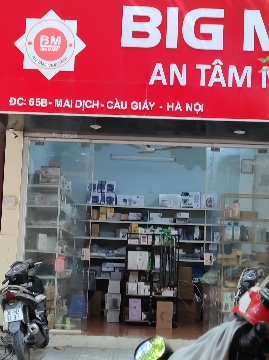 BM
BIG M
AN TÂM
ĐC: 65B - MAI DỊCH - CẦU GIẤY - HÀ NỘI